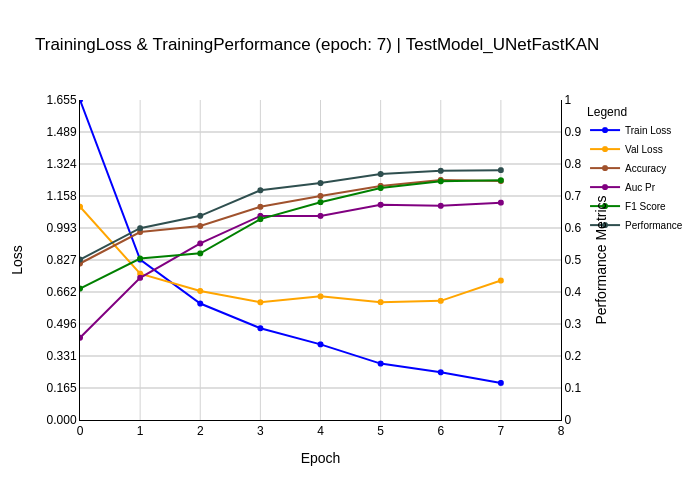 TrainingLoss & TrainingPerformance (epoch: 7) | TestModel_UNetFastKAN
Legend
Train Loss
Val Loss
Accuracy
Auc Pr
F1 Score
Performance
Loss
1.655
1.489
1.324
1.158
0.993
0.827
0.662
0.496
0.331
0.165
0.000
1
0.9
0.8
0.7
0.6
0.5
0.4
0.3
0.2
0.1
0
Performance Metrics
0 1 2 3 4 5 6 7 8
Epoch